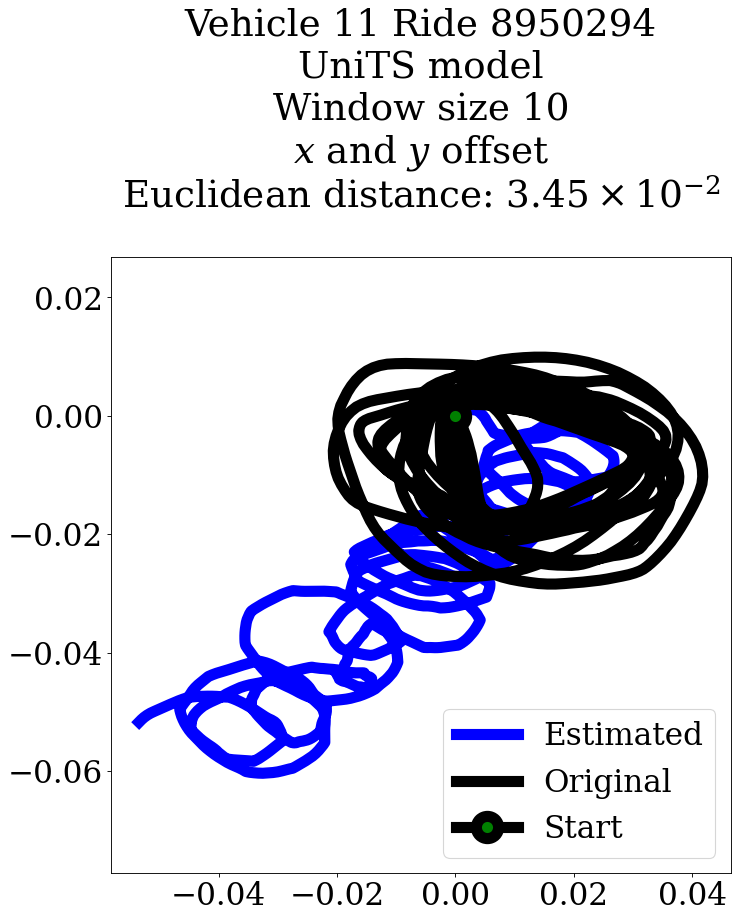 Vehicle 11 Ride 8950294
UniTS model
Window size 10
x and y offset
Euclidean distance: 3.45 × 10⁻²
0.02
0.00
−0.02
−0.04
−0.06
Estimated
Original
Start
−0.04 −0.02 0.00 0.02 0.04